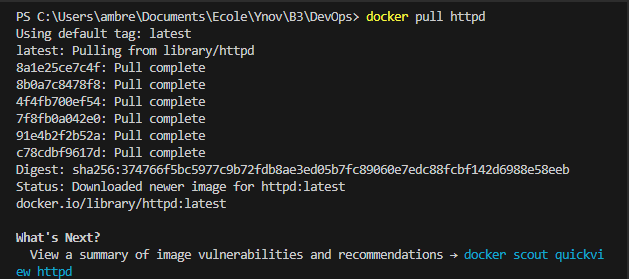 PS C:\Users\ambre\Documents\Ecole\Ynov\B3\DevOps> docker pull httpd
Using default tag: latest
latest: Pulling from library/httpd
8a1e25ce7c4f: Pull complete
8b0a7c8478f8: Pull complete
4f4fb700ef54: Pull complete
7f8fb0a042e0: Pull complete
91e4b2f2b52a: Pull complete
c78cdbf9617d: Pull complete
Digest: sha256:374766f5bc5977c9b72fdb8ae3ed05b7fc89060e7edc88fcbf142d6988e58eeb
Status: Downloaded newer image for httpd:latest
docker.io/library/httpd:latest
What's Next?
View a summary of image vulnerabilities and recommendations → docker scout quickvi
ew httpd